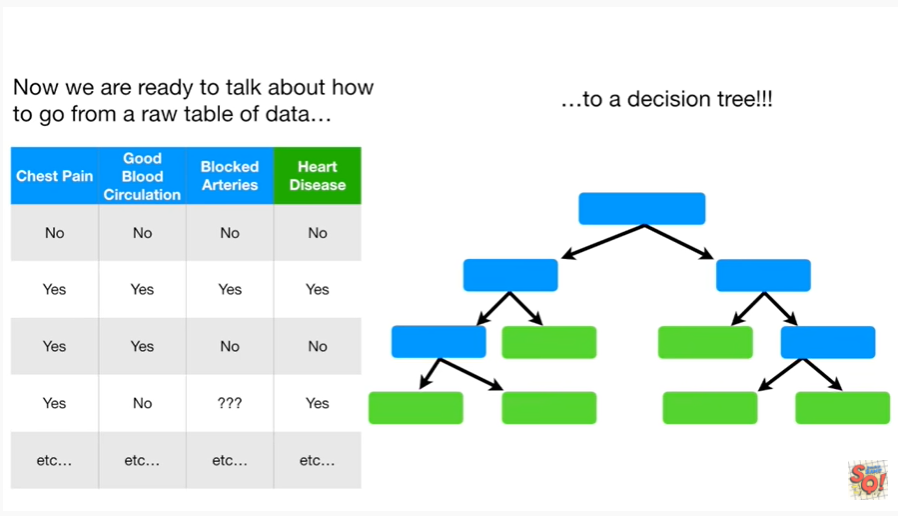 Now we are ready to talk about how
to go from a raw table of data…
…to a decision tree!!!
Chest Pain
Good
Blood
Circulation
Blocked
Arteries
Heart
Disease
No No No No
Yes Yes Yes Yes
Yes Yes No No
Yes No ??? Yes
etc… etc… etc… etc…
SQ!